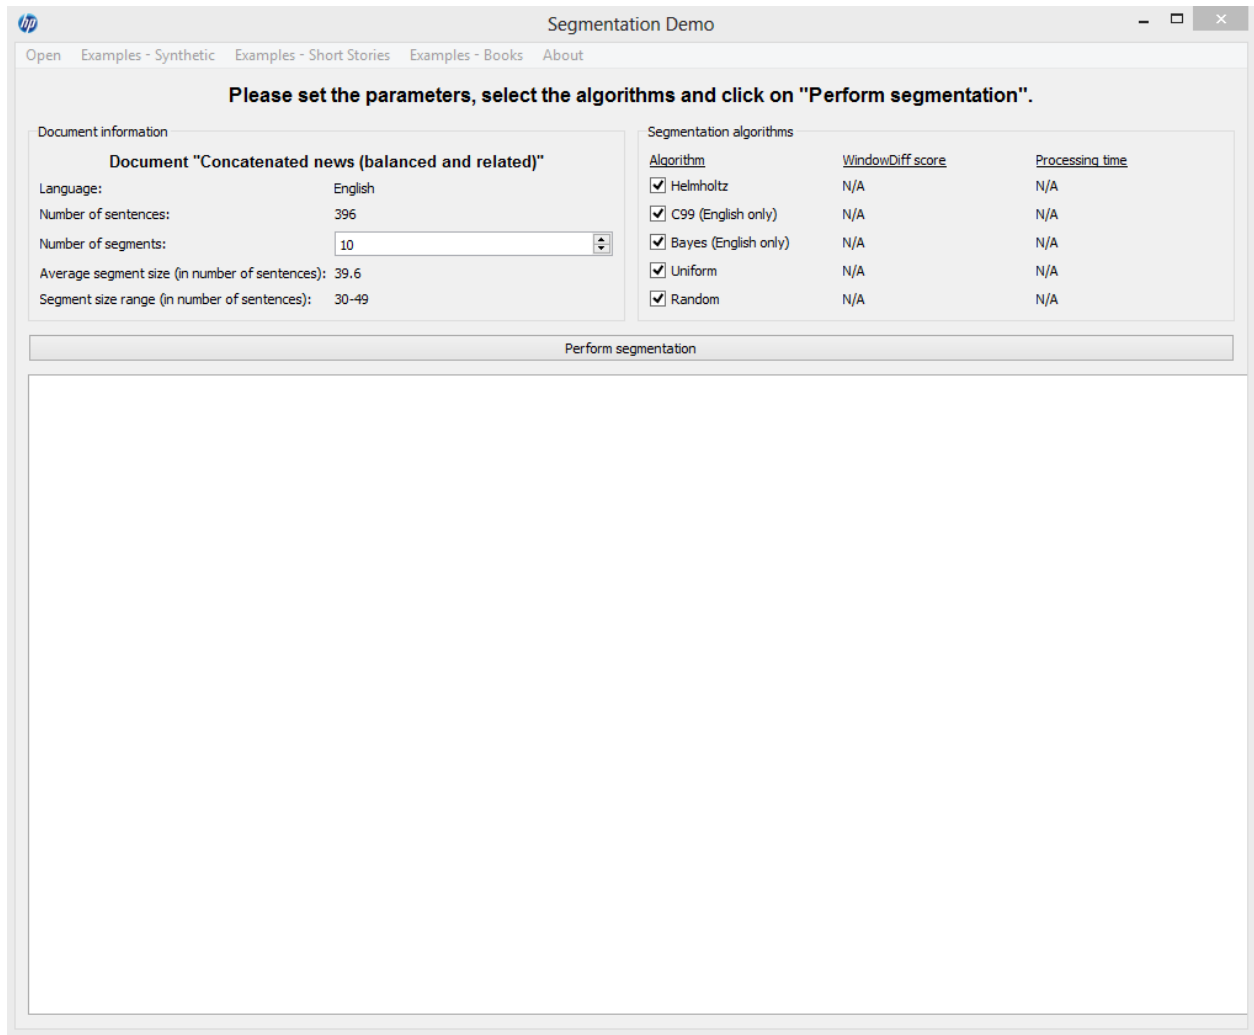 hp
Segmentation Demo
Open Examples - Synthetic Examples - Short Stories Examples - Books About
Please set the parameters, select the algorithms and click on "Perform segmentation".
Document information
Document "Concatenated news (balanced and related)"
Language: English
Number of sentences: 396
Number of segments: 10
Average segment size (in number of sentences): 39.6
Segment size range (in number of sentences): 30-49
Segmentation algorithms
Algorithm WindowDiff score Processing time
Helmholtz N/A N/A
C99 (English only) N/A N/A
Bayes (English only) N/A N/A
Uniform N/A N/A
Random N/A N/A
Perform segmentation